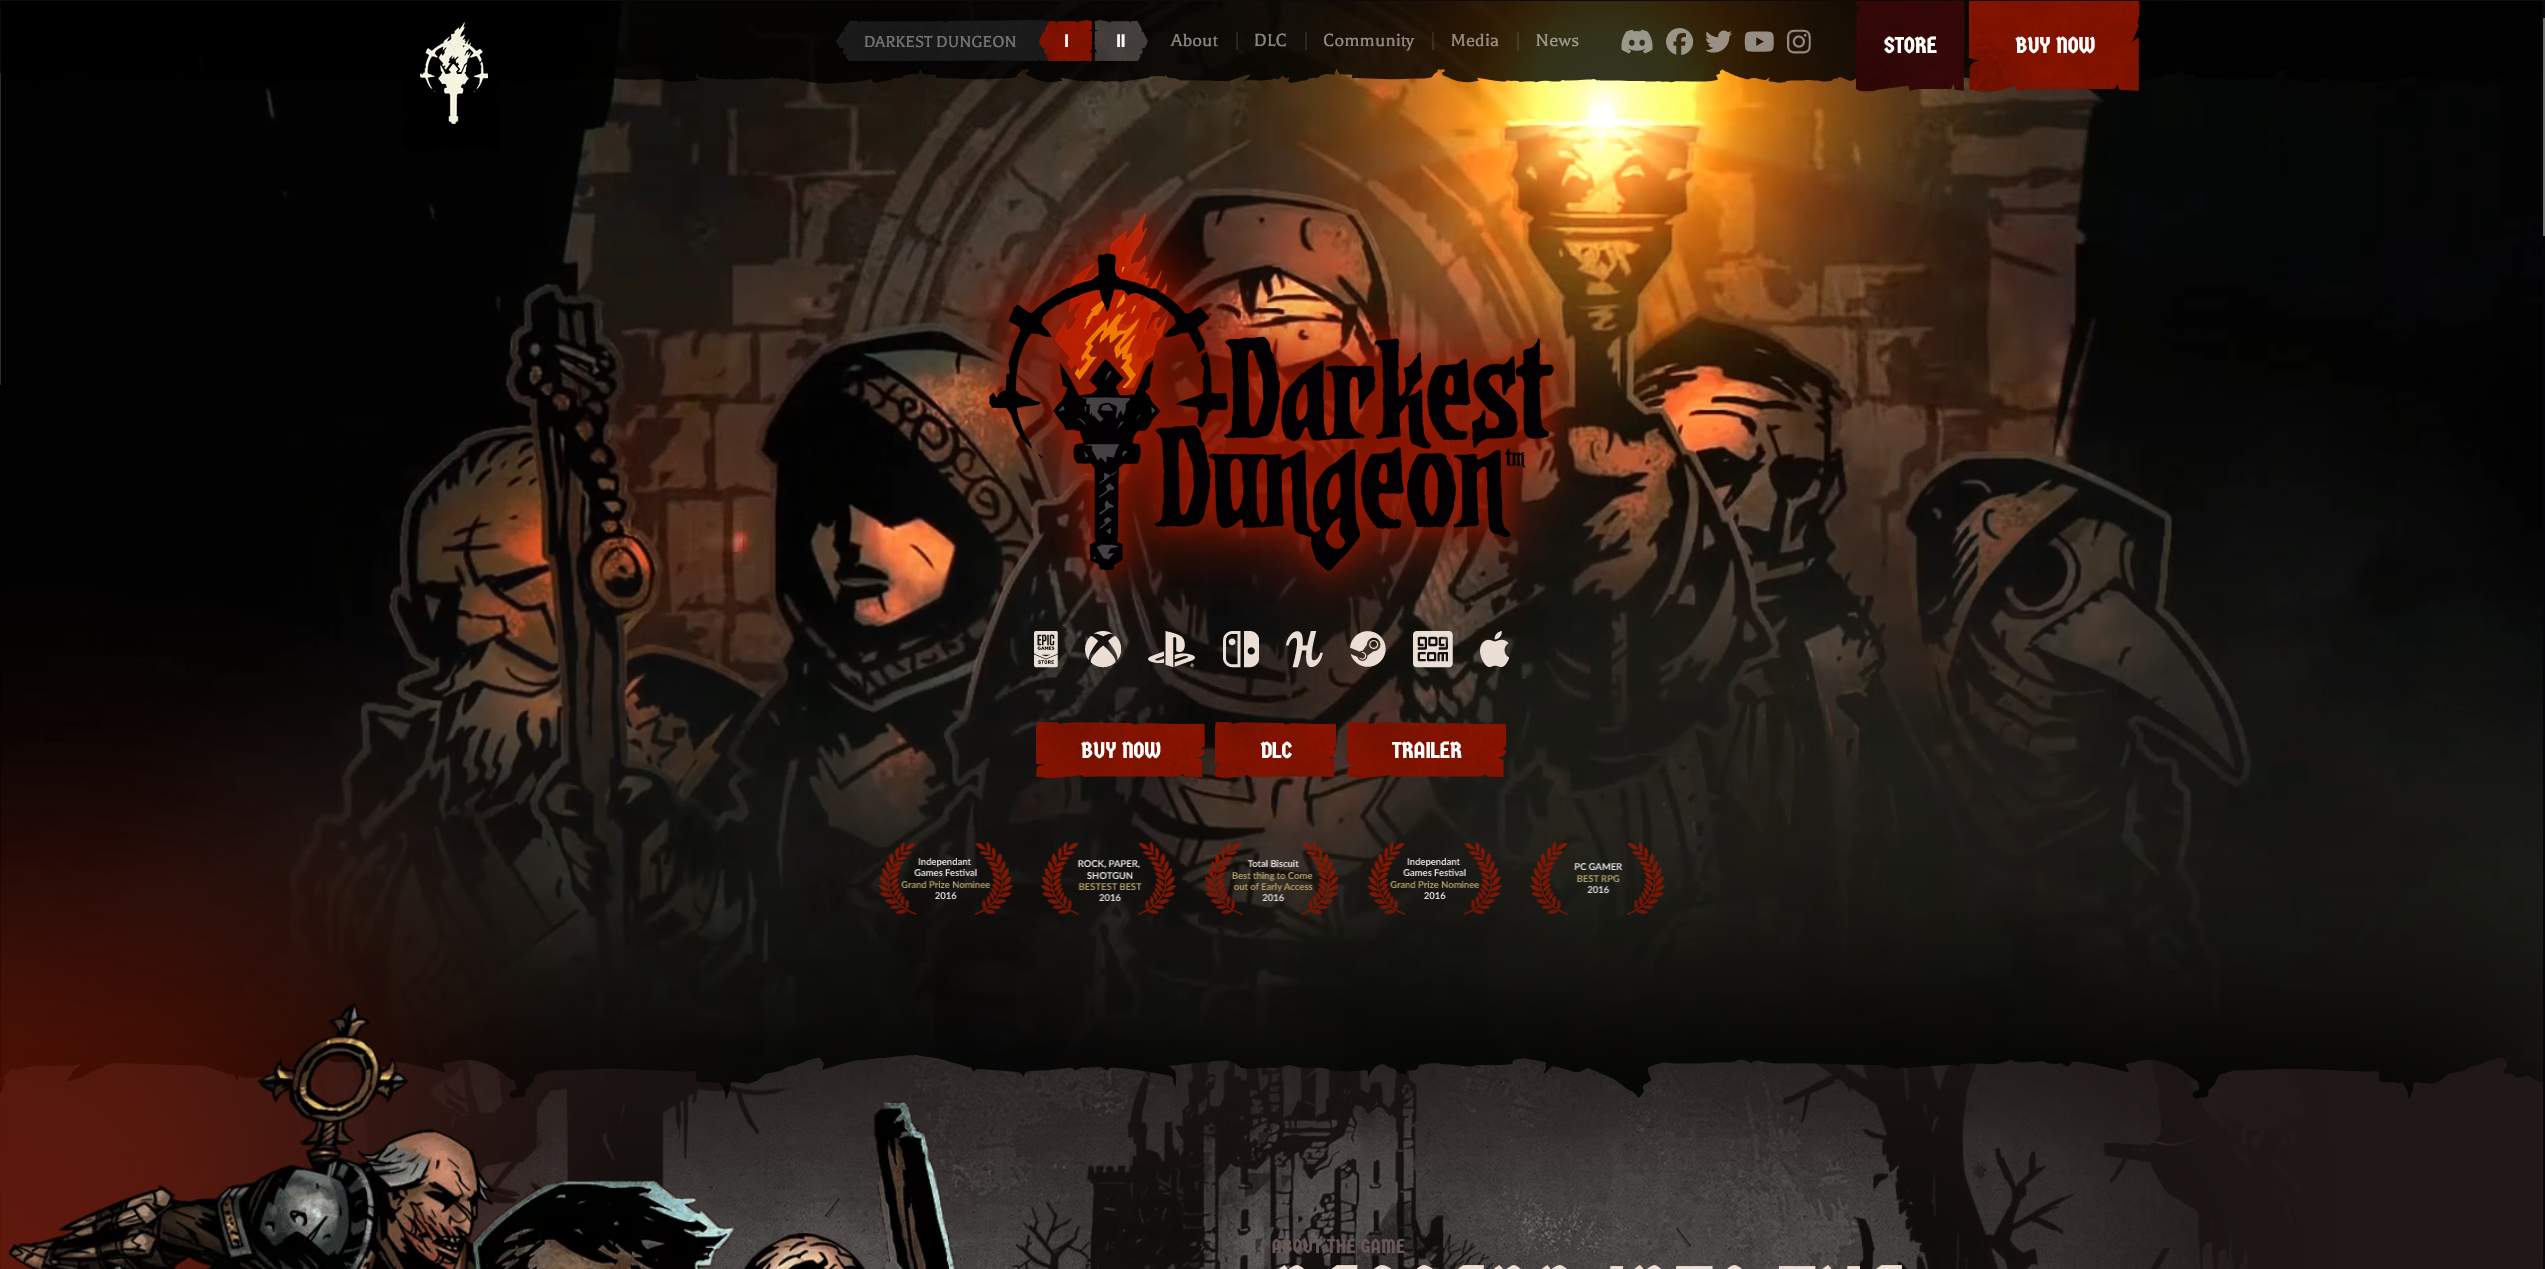 DARKEST DUNGEON
I
II
About
DLC
Community
Media
News
STORE
BUY NOW
Darkest
Dungeon™
EPIC
GAMES
STORE
gog
com
BUY NOW
DLC
TRAILER
Independant
Games Festival
Grand Prize Nominee
2016
ROCK, PAPER,
SHOTGUN
BESTEST BEST
2016
Total Biscuit
Best thing to Come
out of Early Access
2016
Independant
Games Festival
Grand Prize Nominee
2016
PC GAMER
BEST RPG
2016
ABOUT THE GAME